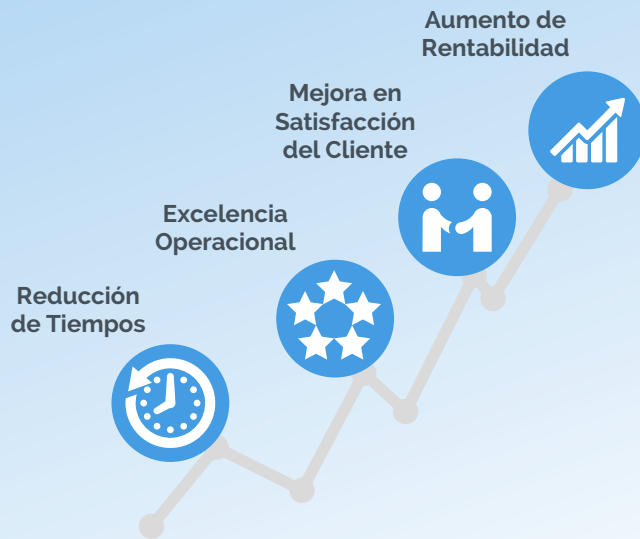 Aumento de
Rentabilidad
Mejora en
Satisfacción
del Cliente
Excelencia
Operacional
Reducción
de Tiempos